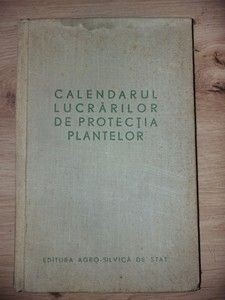 CALENDARUL
LUCRĂRILOR
DE PROTECȚIA
PLANTELOR
EDITURA AGRO-SILVICĂ DE STAT